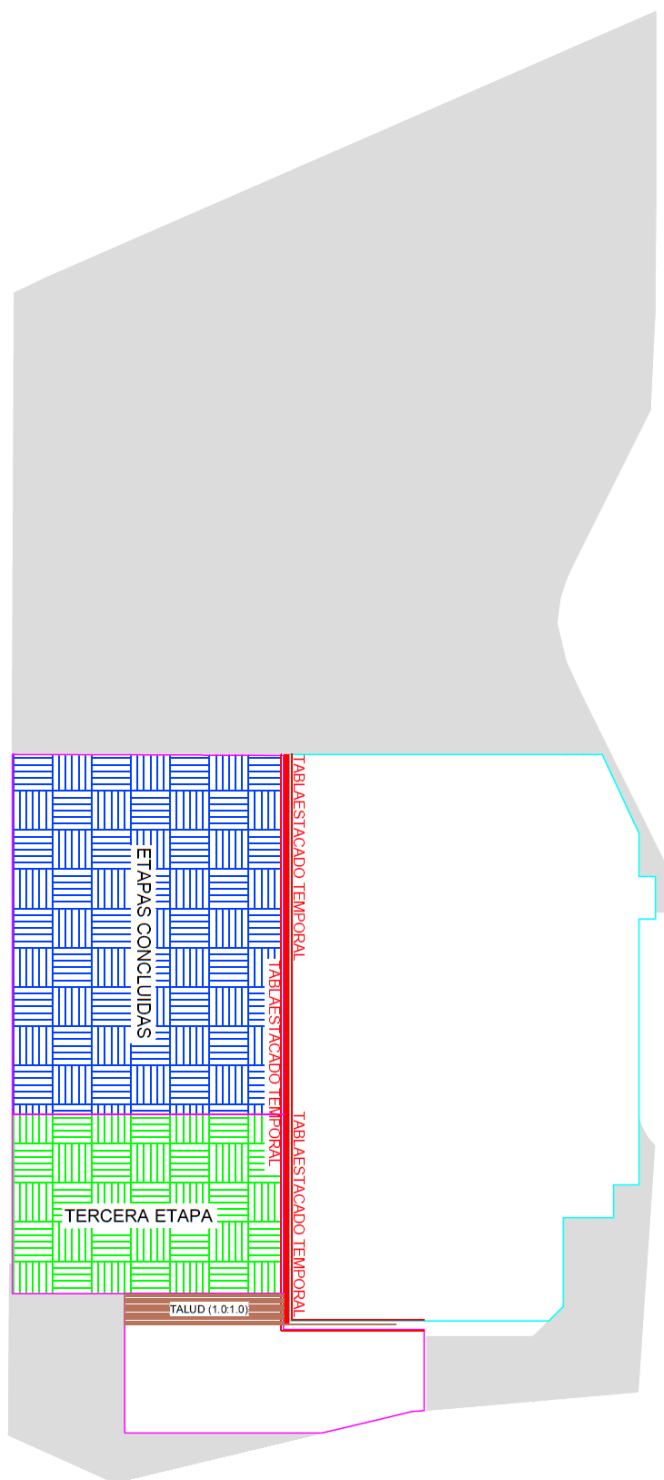 TABLAESTACADO TEMPORAL
ETAPAS CONCLUIDAS
TABLAESTACADO TEMPORAL
TABLAESTACADO TEMPORAL
TERCERA ETAPA
TALUD (1.0:1.0)